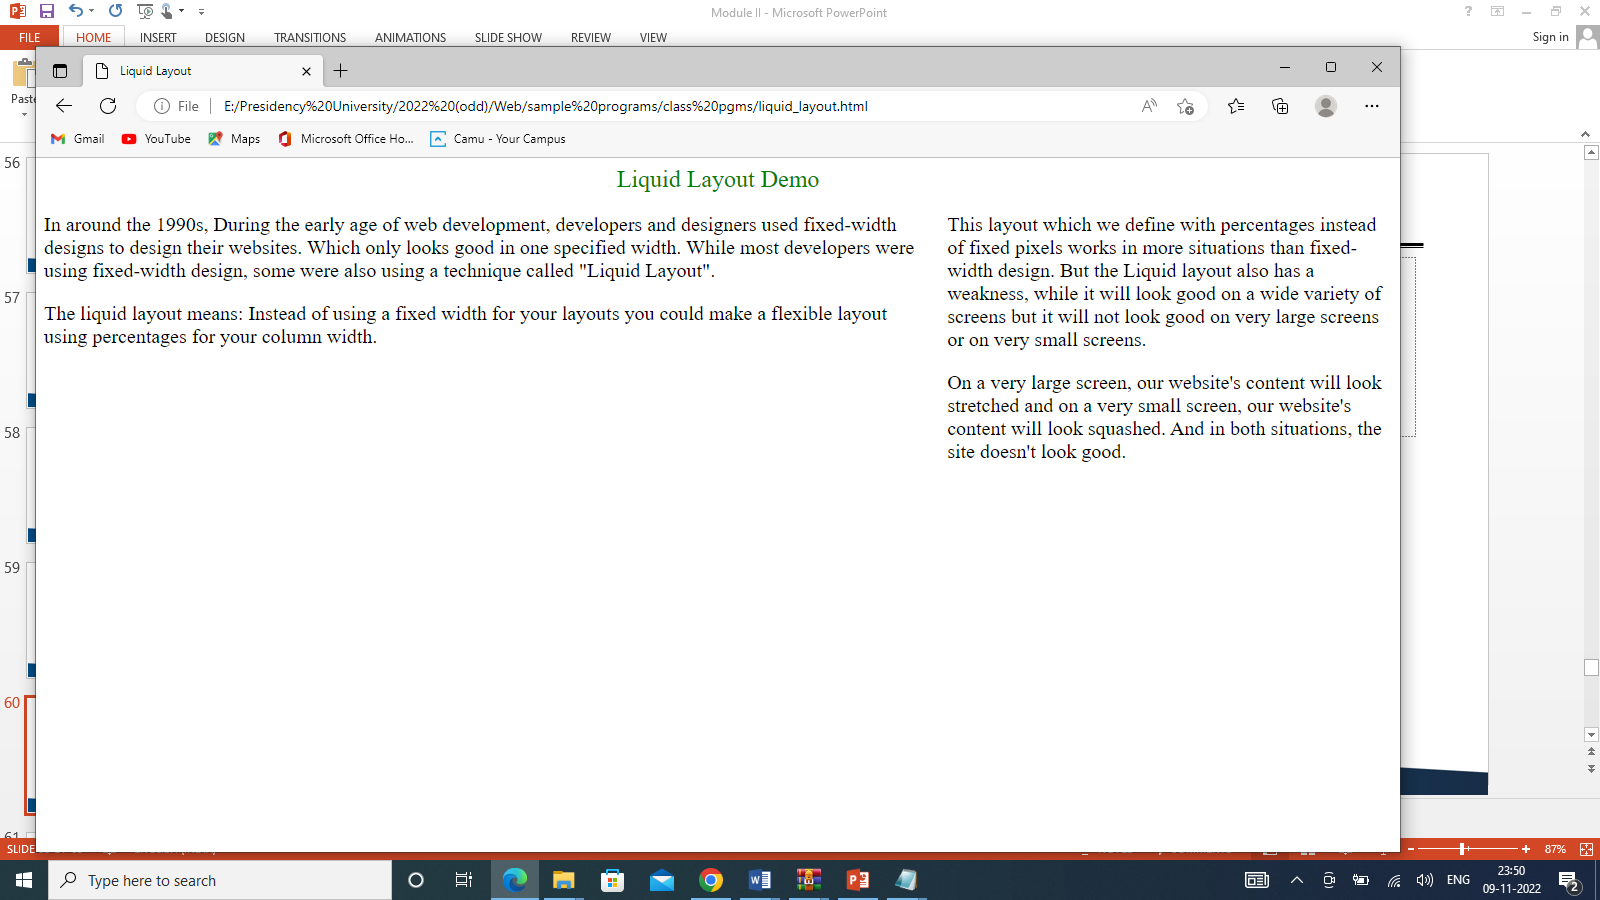 Module II - Microsoft PowerPoint
?
FILE HOME INSERT DESIGN TRANSITIONS ANIMATIONS SLIDE SHOW REVIEW VIEW Sign in
Paste
Liquid Layout
File E:/Presidency%20University/2022%20(odd)/Web/sample%20programs/class%20pgms/liquid_layout.html
Gmail YouTube Maps Microsoft Office Ho... Camu - Your Campus
Liquid Layout Demo
In around the 1990s, During the early age of web development, developers and designers used fixed-width
designs to design their websites. Which only looks good in one specified width. While most developers were
using fixed-width design, some were also using a technique called "Liquid Layout".
The liquid layout means: Instead of using a fixed width for your layouts you could make a flexible layout
using percentages for your column width.
This layout which we define with percentages instead
of fixed pixels works in more situations than fixed-
width design. But the Liquid layout also has a
weakness, while it will look good on a wide variety of
screens but it will not look good on very large screens
or on very small screens.
On a very large screen, our website's content will look
stretched and on a very small screen, our website's
content will look squashed. And in both situations, the
site doesn't look good.
56
57
58
59
60
61
SLIDE
87%
Type here to search
ENG
23:50
09-11-2022
2